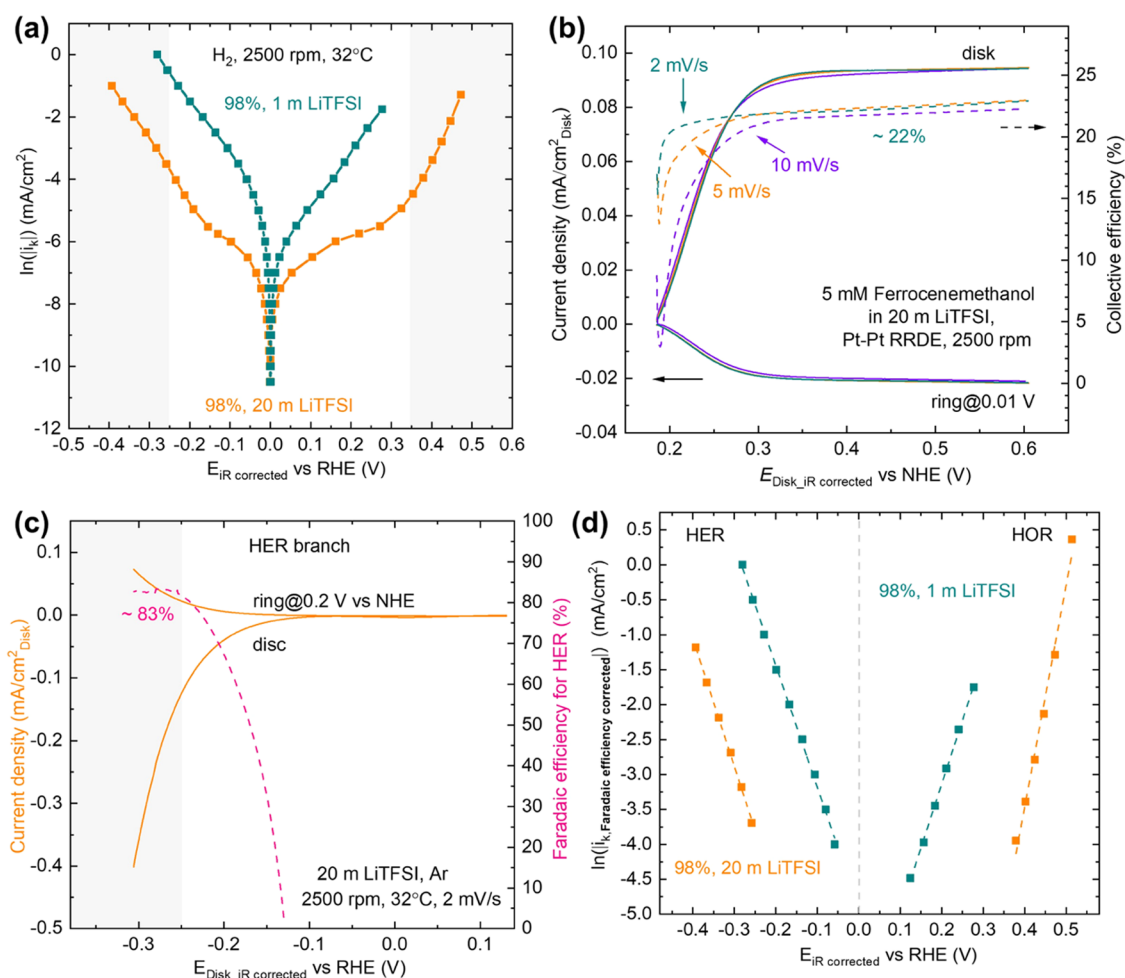 (a)
H₂, 2500 rpm, 32°C
98%, 1 m LiTFSI
98%, 20 m LiTFSI
ln(|iₖ|) (mA/cm²)
0
-2
-4
-6
-8
-10
-12
-0.5 -0.4 -0.3 -0.2 -0.1 0.0 0.1 0.2 0.3 0.4 0.5 0.6
E iR corrected vs RHE (V)
(b)
disk
2 mV/s
5 mV/s
10 mV/s
~ 22%
5 mM Ferrocenemethanol
in 20 m LiTFSI,
Pt-Pt RRDE, 2500 rpm
ring@0.01 V
Current density (mA/cm² Disk)
0.10
0.08
0.06
0.04
0.02
0.00
-0.02
-0.04
Collective efficiency (%)
25
20
15
10
5
0
0.2 0.3 0.4 0.5 0.6
E Disk_iR corrected vs NHE (V)
(c)
HER branch
ring@0.2 V vs NHE
~ 83%
disc
20 m LiTFSI, Ar
2500 rpm, 32°C, 2 mV/s
Current density (mA/cm² Disk)
0.1
0.0
-0.1
-0.2
-0.3
-0.4
-0.5
Faradaic efficiency for HER (%)
100
90
80
70
60
50
40
30
20
10
0
-0.3 -0.2 -0.1 0.0 0.1
E Disk_iR corrected vs RHE (V)
(d)
HER
HOR
98%, 1 m LiTFSI
98%, 20 m LiTFSI
ln(|i k,Faradaic efficiency corrected|) (mA/cm²)
0.5
0.0
-0.5
-1.0
-1.5
-2.0
-2.5
-3.0
-3.5
-4.0
-4.5
-5.0
-0.4 -0.3 -0.2 -0.1 0.0 0.1 0.2 0.3 0.4 0.5
E iR corrected vs RHE (V)